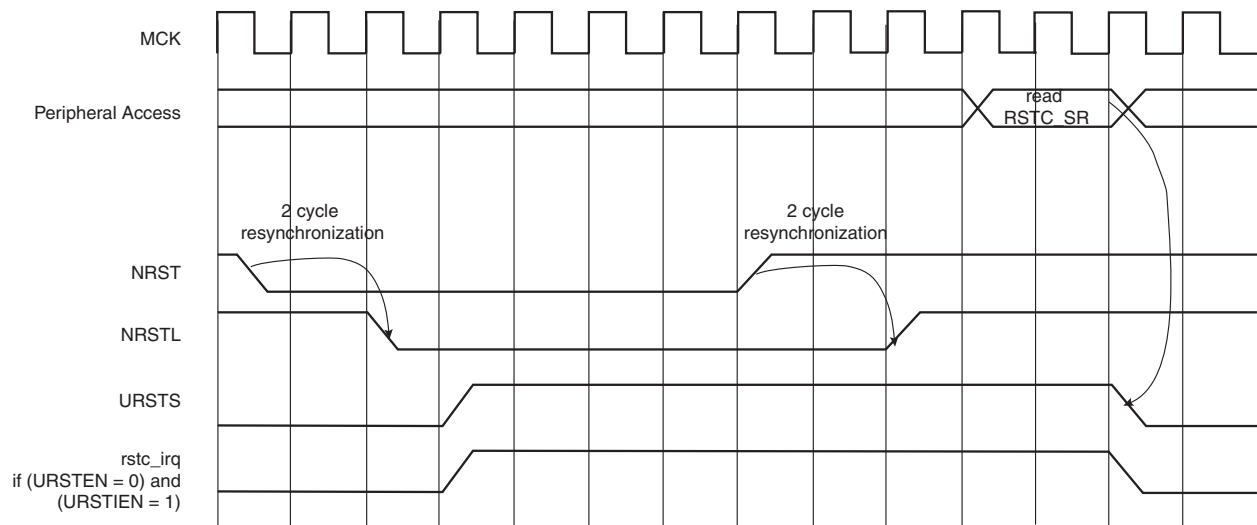 MCK
Peripheral Access
read
RSTC_SR
2 cycle
resynchronization
2 cycle
resynchronization
NRST
NRSTL
URSTS
rstc_irq
if (URSTEN = 0) and
(URSTIEN = 1)